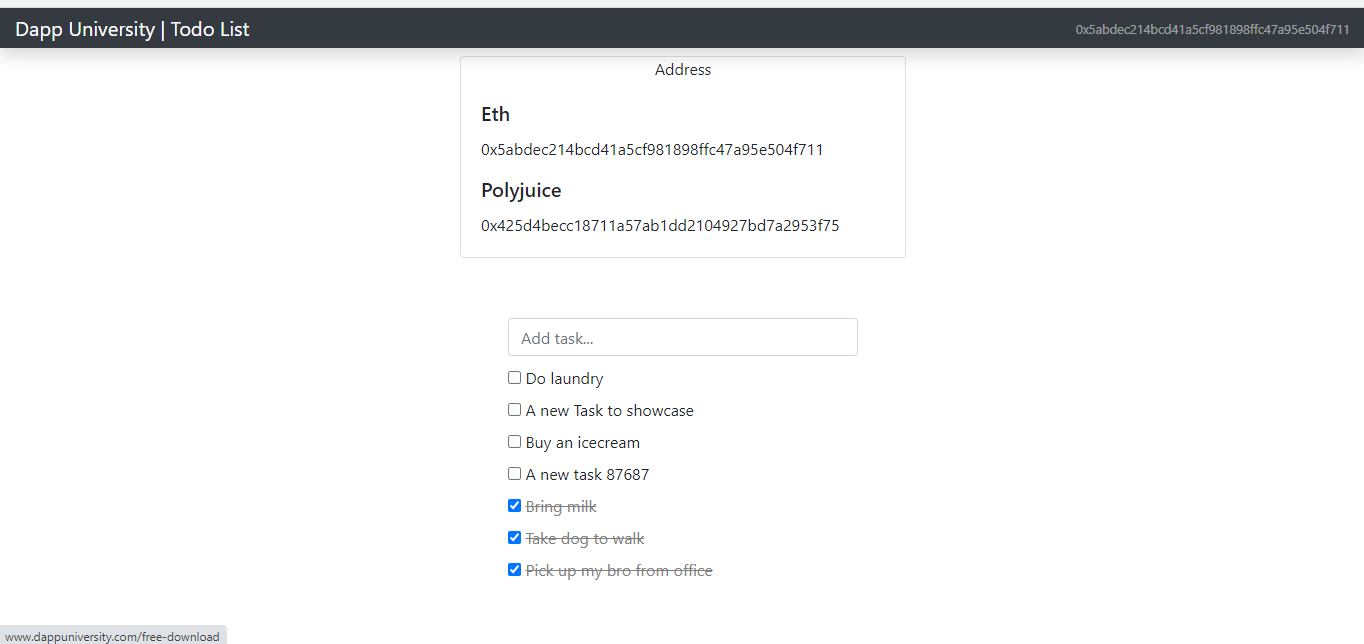 Dapp University | Todo List
0x5abdec214bcd41a5cf981898ffc47a95e504f711
Address
Eth
0x5abdec214bcd41a5cf981898ffc47a95e504f711
Polyjuice
0x425d4becc18711a57ab1dd2104927bd7a2953f75
Add task...
Do laundry
A new Task to showcase
Buy an icecream
A new task 87687
Bring milk
Take dog to walk
Pick up my bro from office
www.dappuniversity.com/free-download